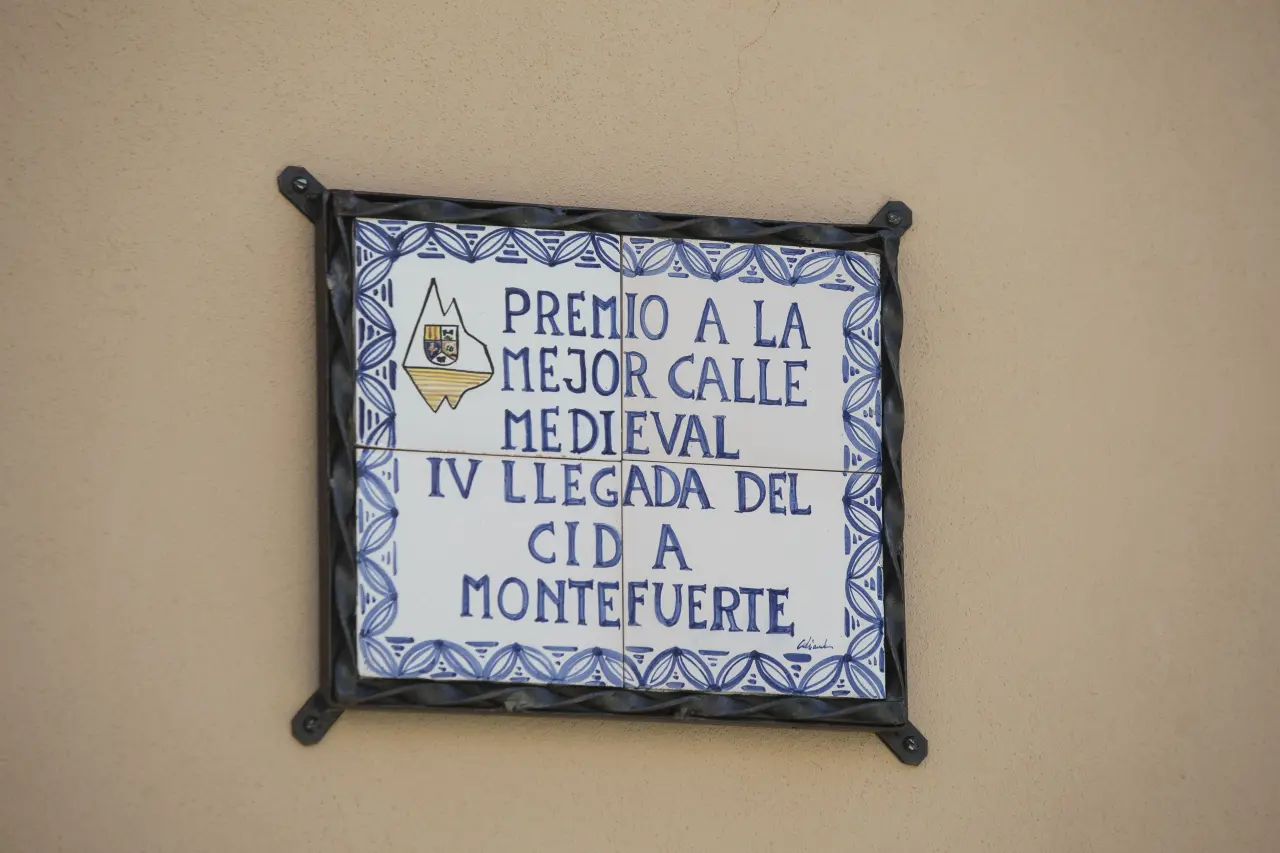 PREMIO A LA
MEJOR CALLE
MEDIEVAL
IV LLEGADA DEL
CID A
MONTEFUERTE